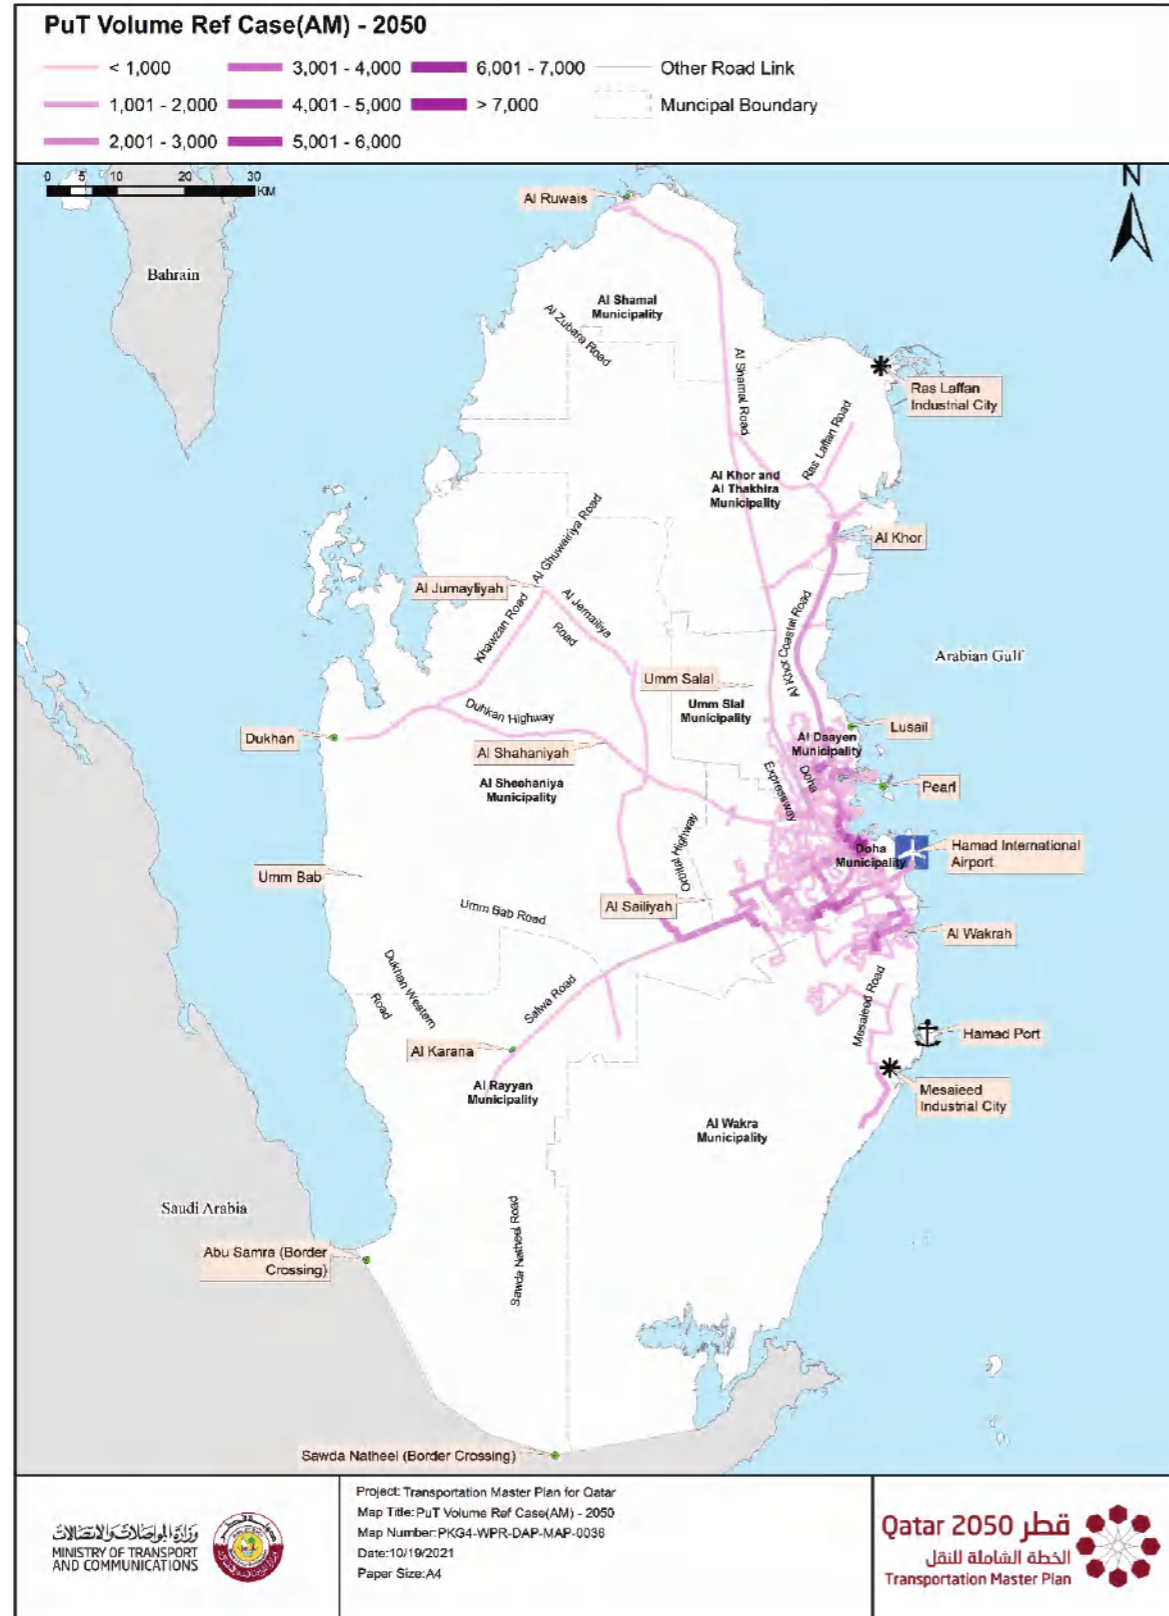 PuT Volume Ref Case(AM) - 2050
< 1,000
1,001 - 2,000
2,001 - 3,000
3,001 - 4,000
4,001 - 5,000
5,001 - 6,000
6,001 - 7,000
> 7,000
Other Road Link
Muncipal Boundary
0 5 10 20 30
KM
N
Al Ruwais
Bahrain
Al Shamal
Municipality
Al Zubara Road
Al Shamal Road
Ras Laffan
Industrial City
Ras Laffan Road
Al Khor and
Al Thakhira
Municipality
Al Khor
Al Ghuwairiya Road
Al Jumayliyah
Al Jemailiya
Road
Khawzan Road
Al Khor Coastal Road
Arabian Gulf
Umm Salal
Umm Slal
Municipality
Duhkan Highway
Lusail
Dukhan
Al Daayen
Municipality
Al Shahaniyah
Al Sheehaniya
Municipality
Doha
Expressway
Pearl
Orbital Highway
Doha
Municipality
Hamad International
Airport
Umm Bab
Al Sailiyah
Umm Bab Road
Al Wakrah
Dukhan Western
Road
Salwa Road
Mesaieed Road
Al Karana
Hamad Port
Al Rayyan
Municipality
Mesaieed
Industrial City
Al Wakra
Municipality
Saudi Arabia
Sawda Natheel Road
Abu Samra (Border
Crossing)
Sawda Natheel (Border Crossing)
وزارة المواصلات والاتصالات
MINISTRY OF TRANSPORT
AND COMMUNICATIONS
Project: Transportation Master Plan for Qatar
Map Title:PuT Volume Ref Case(AM) - 2050
Map Number:PKG4-WPR-DAP-MAP-0036
Date:10/19/2021
Paper Size:A4
Qatar 2050 قطر
الخطة الشاملة للنقل
Transportation Master Plan